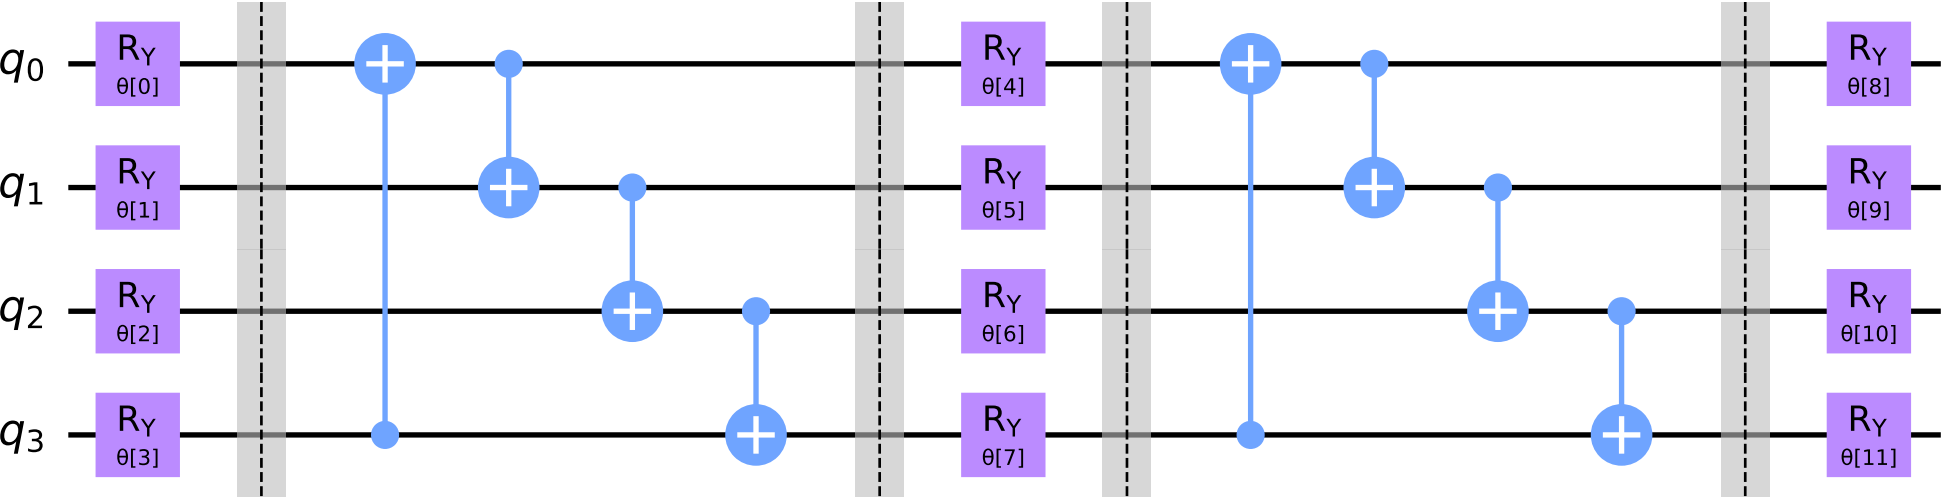 q0 RY θ[0] RY θ[4] RY θ[8]
q1 RY θ[1] RY θ[5] RY θ[9]
q2 RY θ[2] RY θ[6] RY θ[10]
q3 RY θ[3] RY θ[7] RY θ[11]